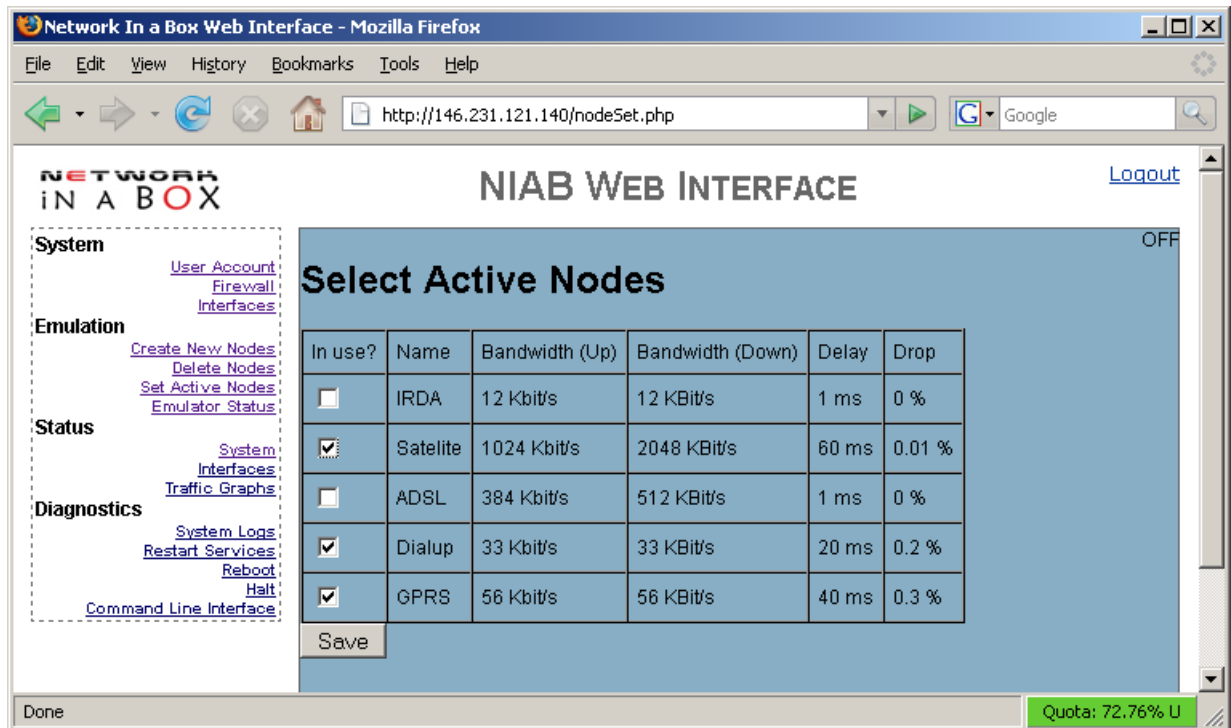 Network In a Box Web Interface - Mozilla Firefox
File Edit View History Bookmarks Tools Help
http://146.231.121.140/nodeSet.php G Google
NETWORK
iN A BOX
NIAB WEB INTERFACE
Logout
System
User Account
Firewall
Interfaces
Emulation
Create New Nodes
Delete Nodes
Set Active Nodes
Emulator Status
Status
System
Interfaces
Traffic Graphs
Diagnostics
System Logs
Restart Services
Reboot
Halt
Command Line Interface
OFF
Select Active Nodes
In use? Name Bandwidth (Up) Bandwidth (Down) Delay Drop
IRDA 12 Kbit/s 12 KBit/s 1 ms 0 %
Satelite 1024 Kbit/s 2048 KBit/s 60 ms 0.01 %
ADSL 384 Kbit/s 512 KBit/s 1 ms 0 %
Dialup 33 Kbit/s 33 KBit/s 20 ms 0.2 %
GPRS 56 Kbit/s 56 KBit/s 40 ms 0.3 %
Save
Done Quota: 72.76% U